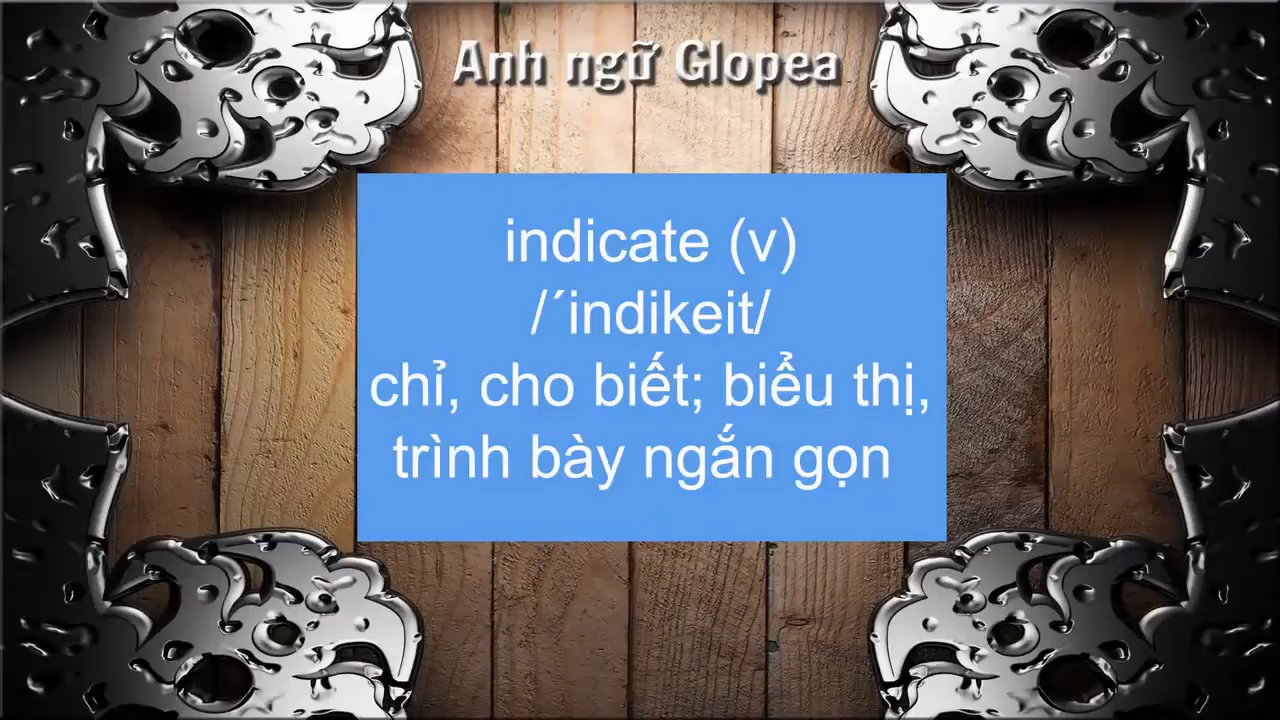 Anh ngữ Glopea
indicate (v)
/´indikeit/
chỉ, cho biết; biểu thị,
trình bày ngắn gọn